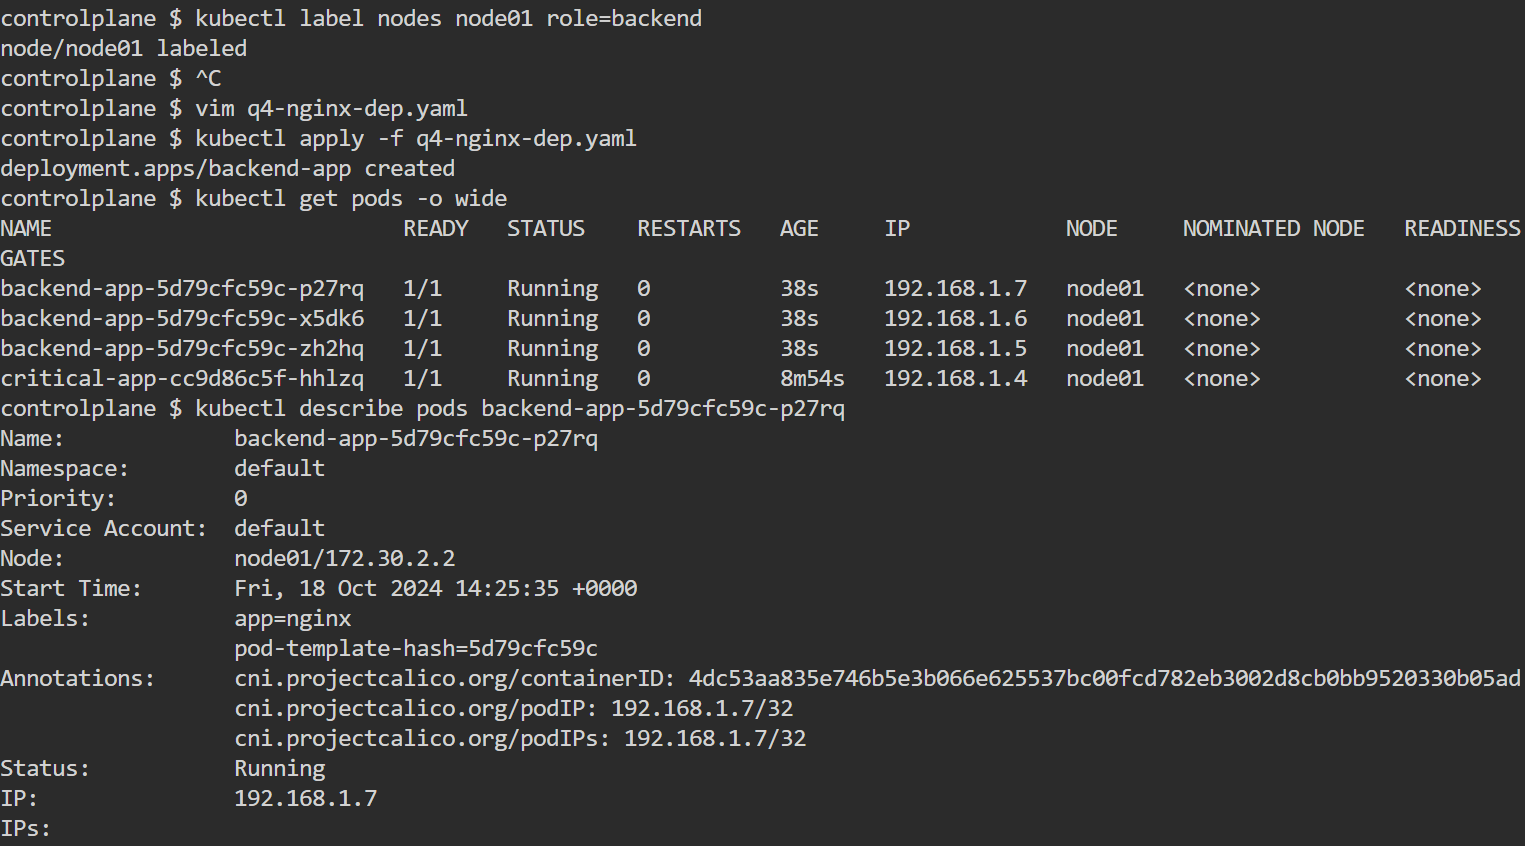 controlplane $ kubectl label nodes node01 role=backend
node/node01 labeled
controlplane $ ^C
controlplane $ vim q4-nginx-dep.yaml
controlplane $ kubectl apply -f q4-nginx-dep.yaml
deployment.apps/backend-app created
controlplane $ kubectl get pods -o wide
NAME                           READY   STATUS    RESTARTS   AGE     IP            NODE     NOMINATED NODE   READINESS
GATES
backend-app-5d79cfc59c-p27rq   1/1     Running   0          38s     192.168.1.7   node01   <none>           <none>
backend-app-5d79cfc59c-x5dk6   1/1     Running   0          38s     192.168.1.6   node01   <none>           <none>
backend-app-5d79cfc59c-zh2hq   1/1     Running   0          38s     192.168.1.5   node01   <none>           <none>
critical-app-cc9d86c5f-hhlzq   1/1     Running   0          8m54s   192.168.1.4   node01   <none>           <none>
controlplane $ kubectl describe pods backend-app-5d79cfc59c-p27rq
Name:             backend-app-5d79cfc59c-p27rq
Namespace:        default
Priority:         0
Service Account:  default
Node:             node01/172.30.2.2
Start Time:       Fri, 18 Oct 2024 14:25:35 +0000
Labels:           app=nginx
                  pod-template-hash=5d79cfc59c
Annotations:      cni.projectcalico.org/containerID: 4dc53aa835e746b5e3b066e625537bc00fcd782eb3002d8cb0bb9520330b05ad
                  cni.projectcalico.org/podIP: 192.168.1.7/32
                  cni.projectcalico.org/podIPs: 192.168.1.7/32
Status:           Running
IP:               192.168.1.7
IPs: